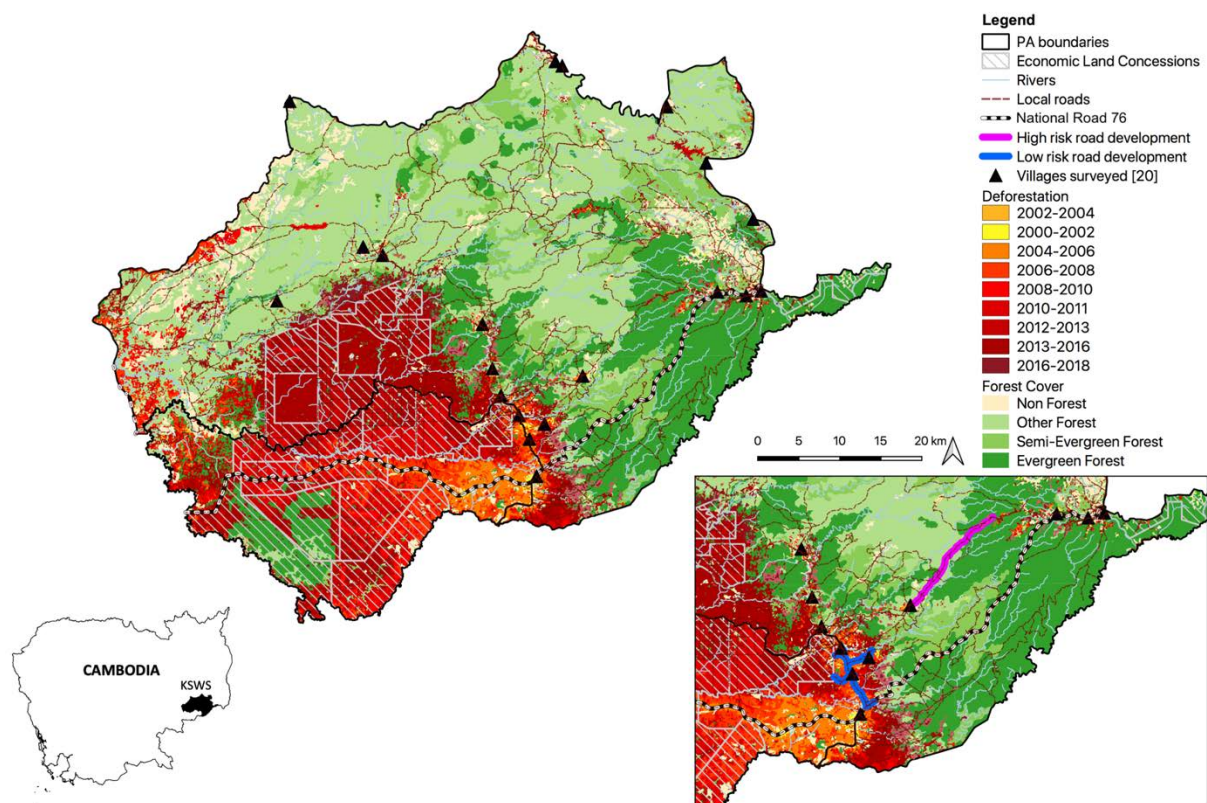 Legend
PA boundaries
Economic Land Concessions
Rivers
Local roads
National Road 76
High risk road development
Low risk road development
Villages surveyed [20]
Deforestation
2002-2004
2000-2002
2004-2006
2006-2008
2008-2010
2010-2011
2012-2013
2013-2016
2016-2018
Forest Cover
Non Forest
Other Forest
Semi-Evergreen Forest
Evergreen Forest
0 5 10 15 20 km
CAMBODIA
KSWS